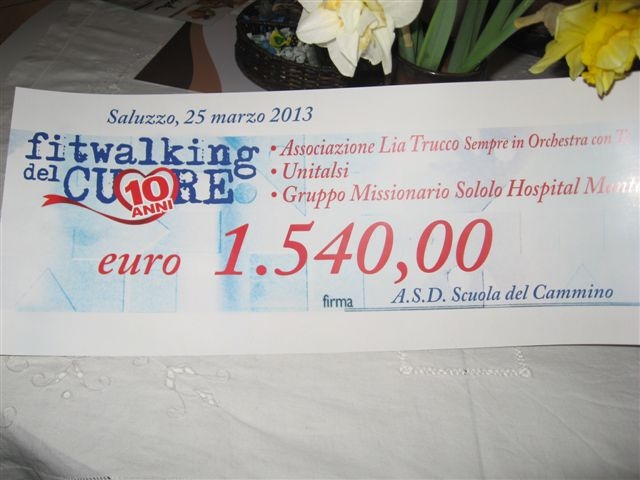 Saluzzo, 25 marzo 2013
fitwalking
del CUORE
10
ANNI
• Associazione Lia Trucco Sempre in Orchestra con
• Unitalsi
• Gruppo Missionario Sololo Hospital
euro 1.540,00
firma A.S.D. Scuola del Cammino